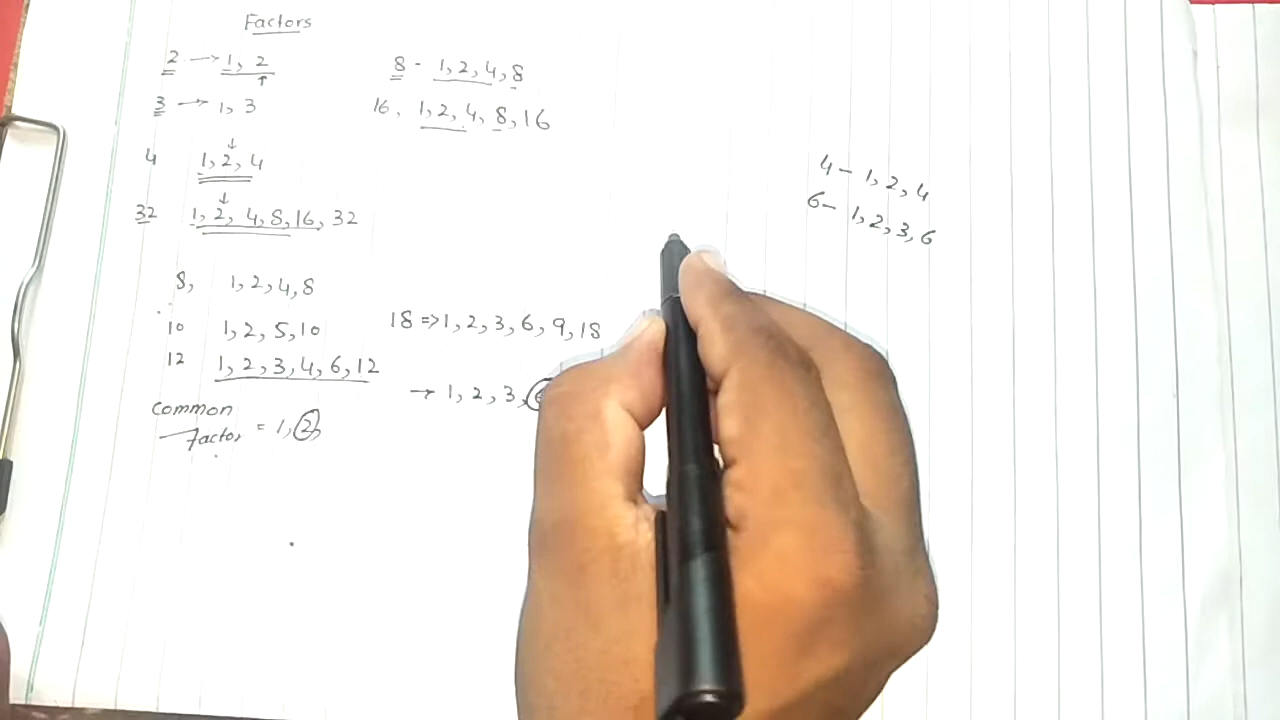 Factors
2 → 1, 2
3 → 1, 3
4 1, 2, 4
32 1, 2, 4, 8, 16, 32
8, 1, 2, 4, 8
10 1, 2, 5, 10
12 1, 2, 3, 4, 6, 12
Common
Factor = 1, 2,
8 - 1, 2, 4, 8
16, 1, 2, 4, 8, 16
18 => 1, 2, 3, 6, 9, 18
→ 1, 2, 3,
4 - 1, 2, 4
6 - 1, 2, 3, 6